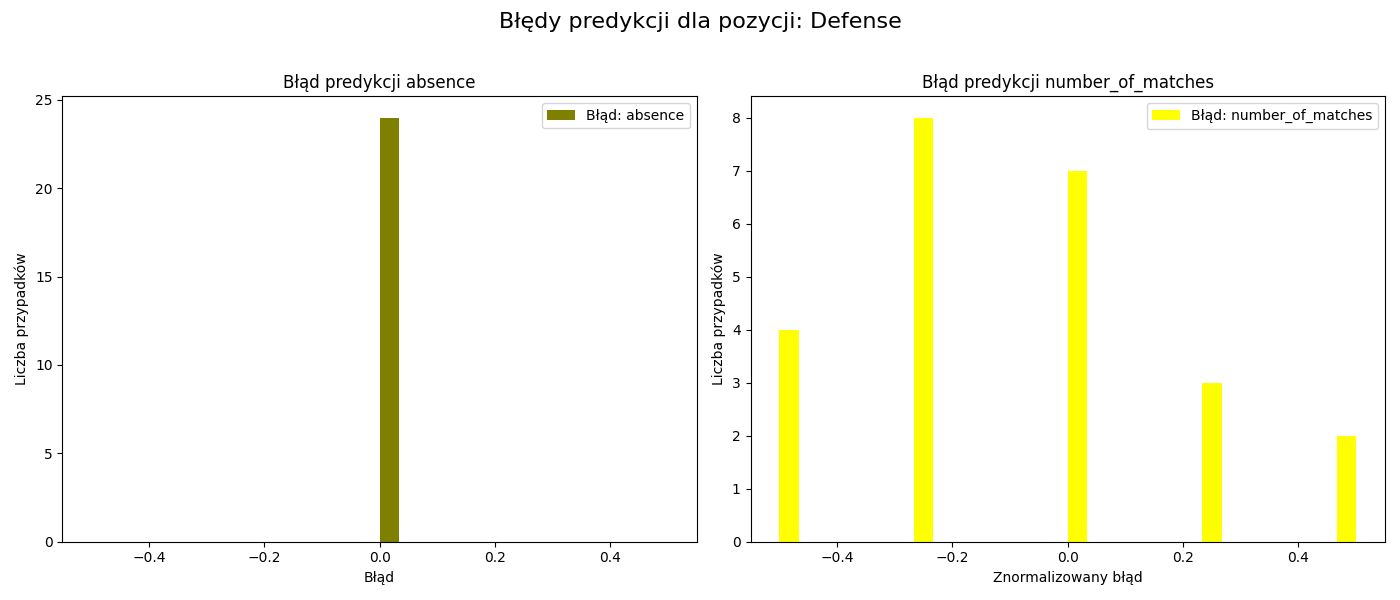 Błędy predykcji dla pozycji: Defense
Błąd predykcji absence
Błąd: absence
25
20
15
10
5
0
Liczba przypadków
−0.4
−0.2
0.0
0.2
0.4
Błąd
Błąd predykcji number_of_matches
Błąd: number_of_matches
8
7
6
5
4
3
2
1
0
Liczba przypadków
−0.4
−0.2
0.0
0.2
0.4
Znormalizowany błąd